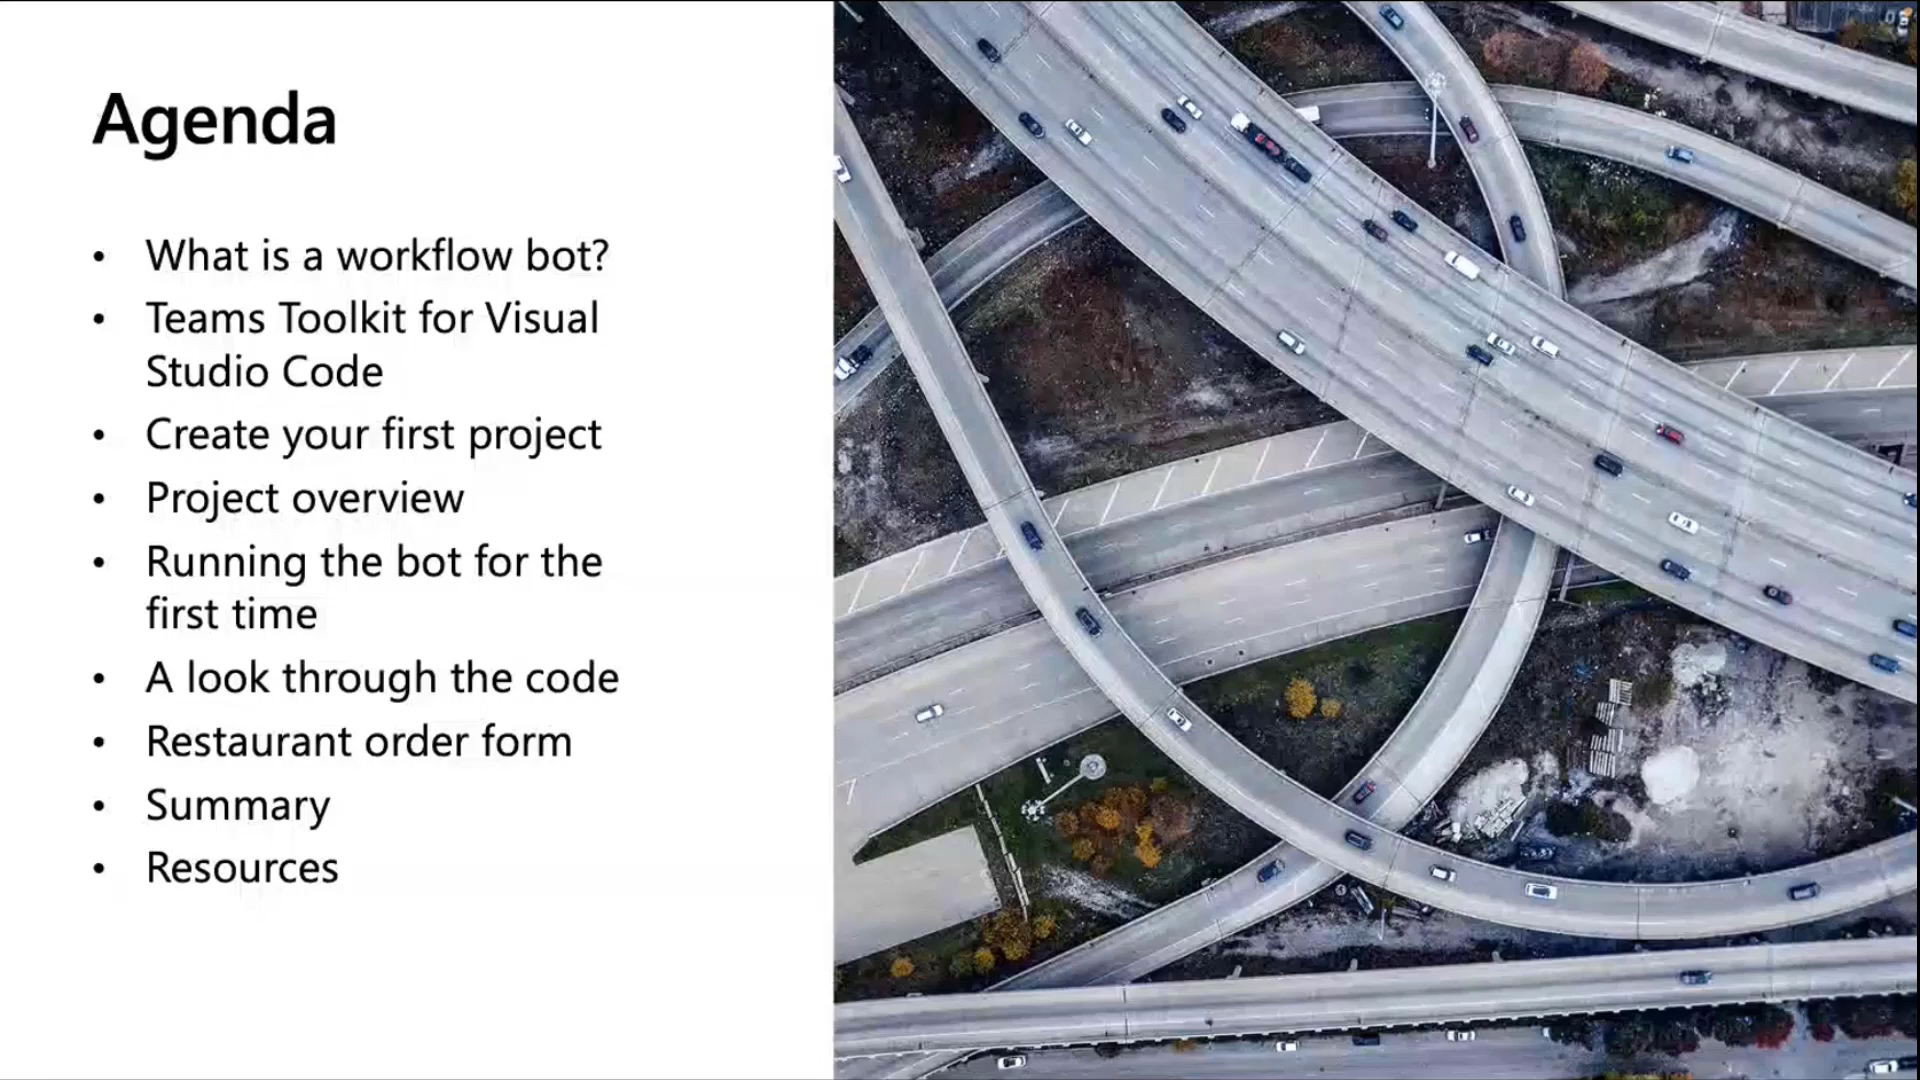 Agenda
• What is a workflow bot?
• Teams Toolkit for Visual
Studio Code
• Create your first project
• Project overview
• Running the bot for the
first time
• A look through the code
• Restaurant order form
• Summary
• Resources